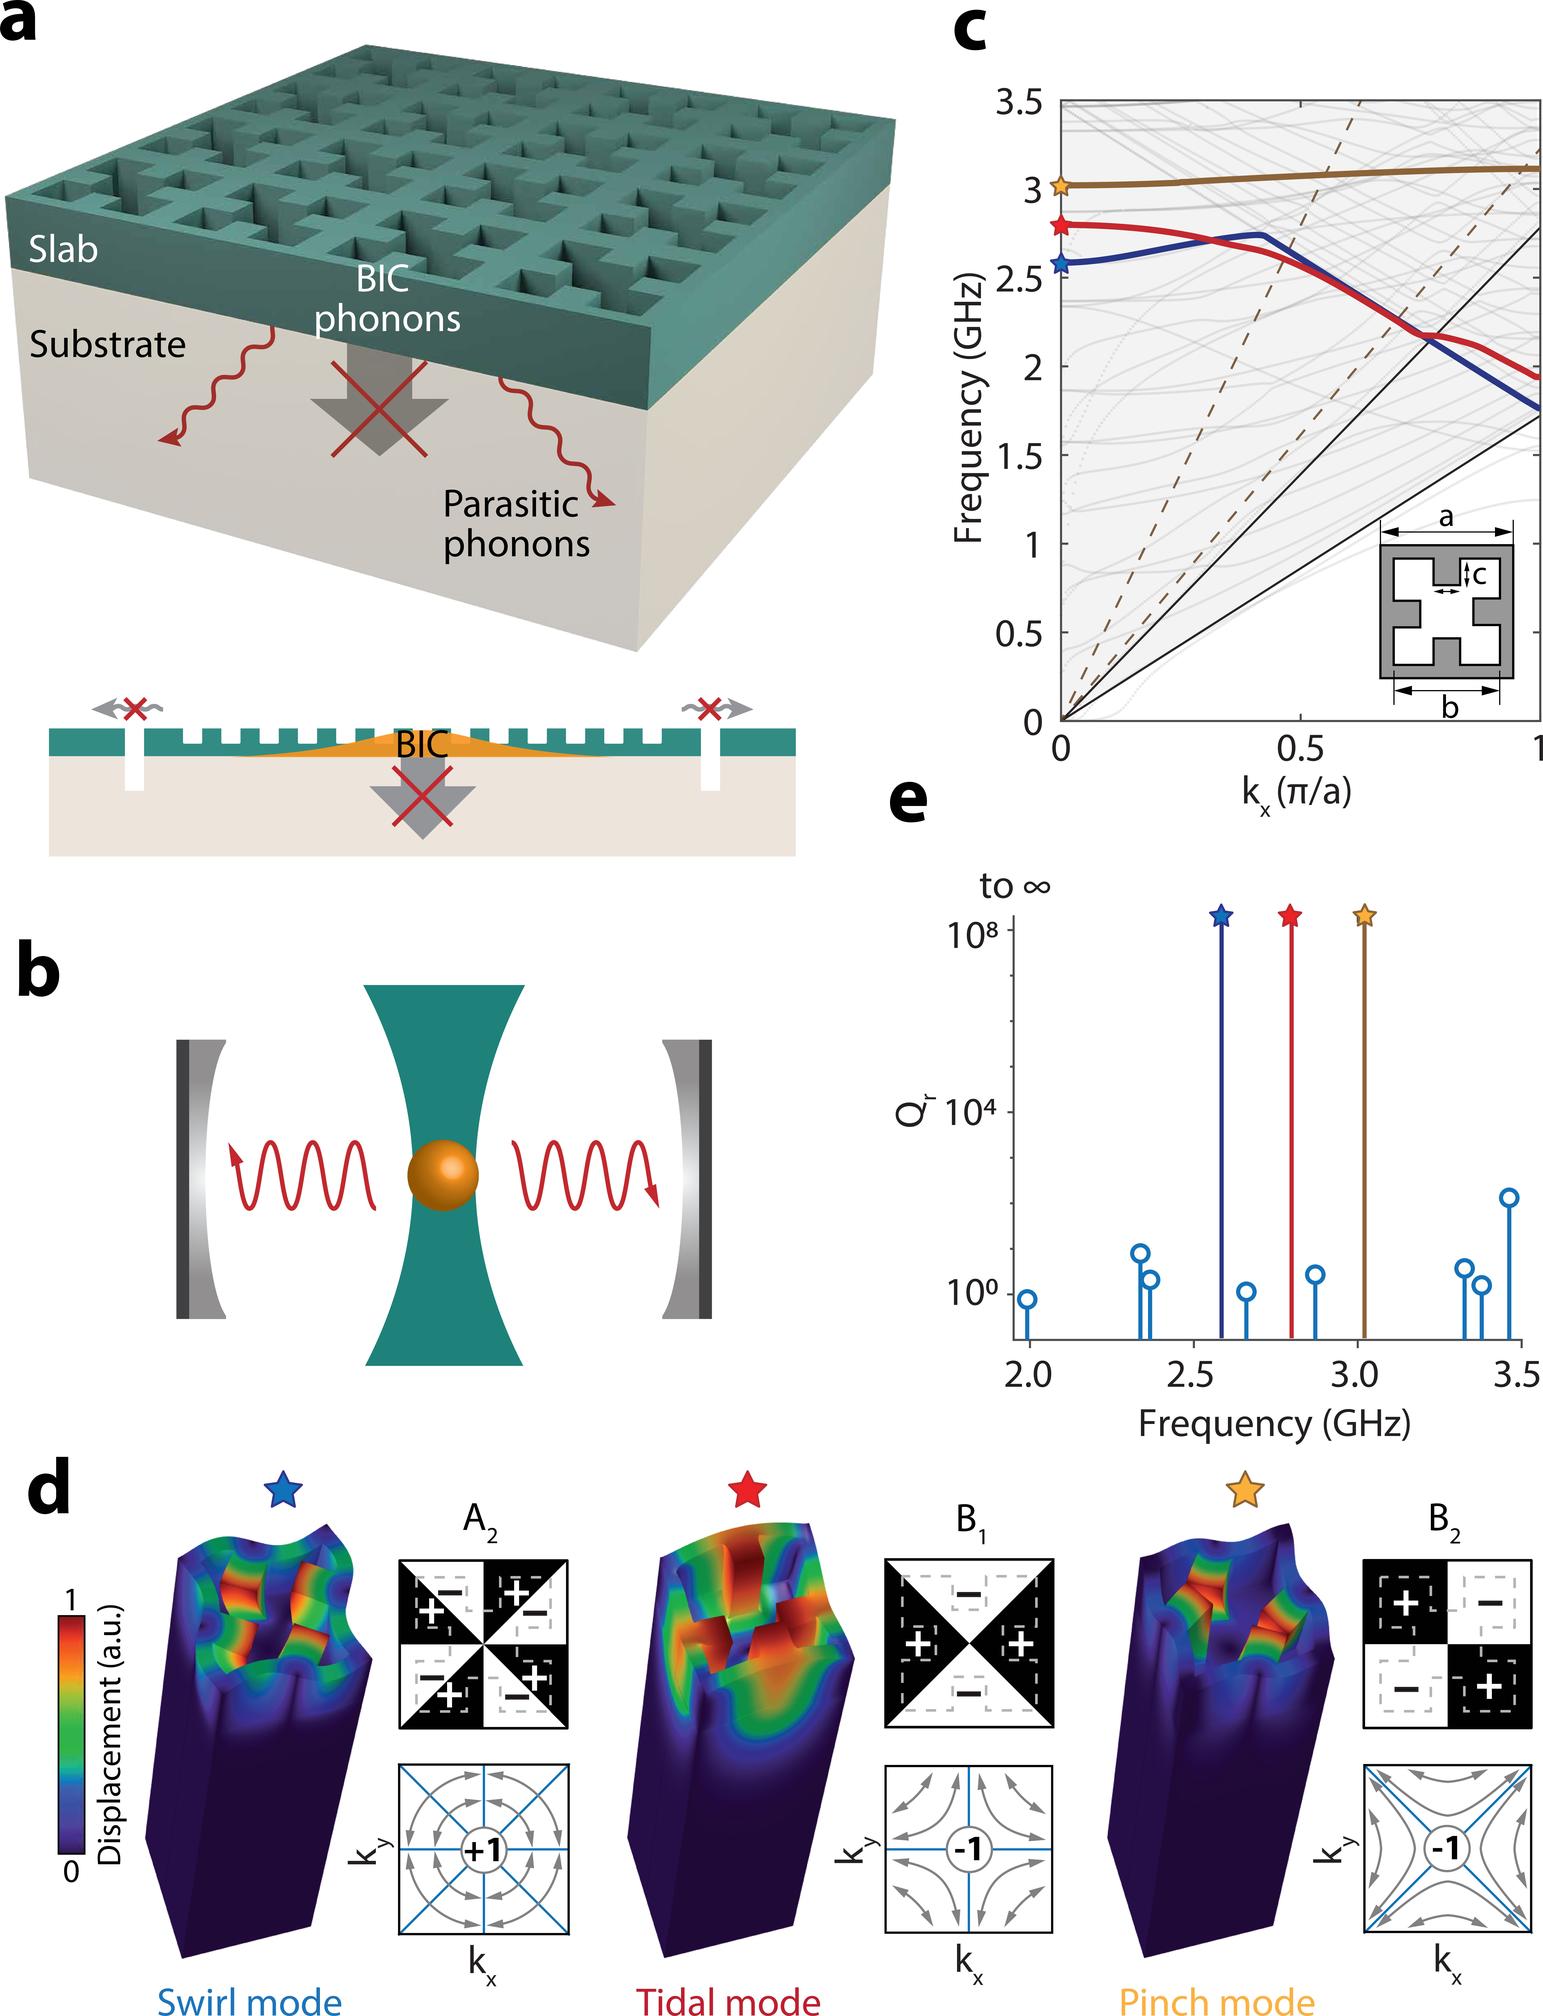 a
Slab
BIC
phonons
Substrate
Parasitic
phonons
BIC
b
c
3.5
3
2.5
2
1.5
1
0.5
0
Frequency (GHz)
0
0.5
1
kx (π/a)
a
c
b
e
to ∞
10⁸
10⁴
10⁰
Qr
2.0
2.5
3.0
3.5
Frequency (GHz)
d
1
0
Displacement (a.u.)
A₂
− +
+ −
− +
+ −
ky
+1
kx
Swirl mode
B₁
−
+ +
−
ky
-1
kx
Tidal mode
B₂
+ −
− +
ky
-1
kx
Pinch mode